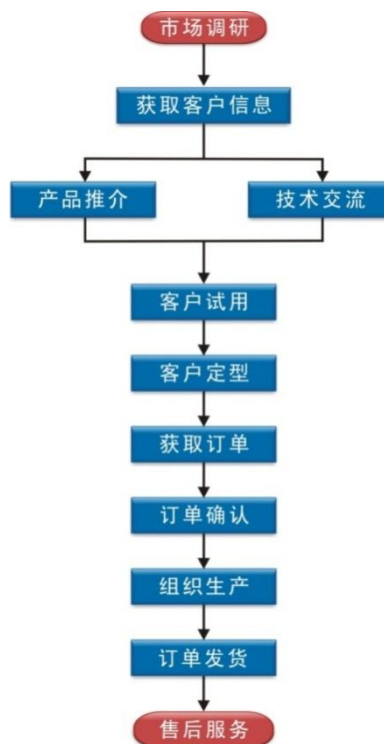 市场调研
获取客户信息
产品推介
技术交流
客户试用
客户定型
获取订单
订单确认
组织生产
订单发货
售后服务